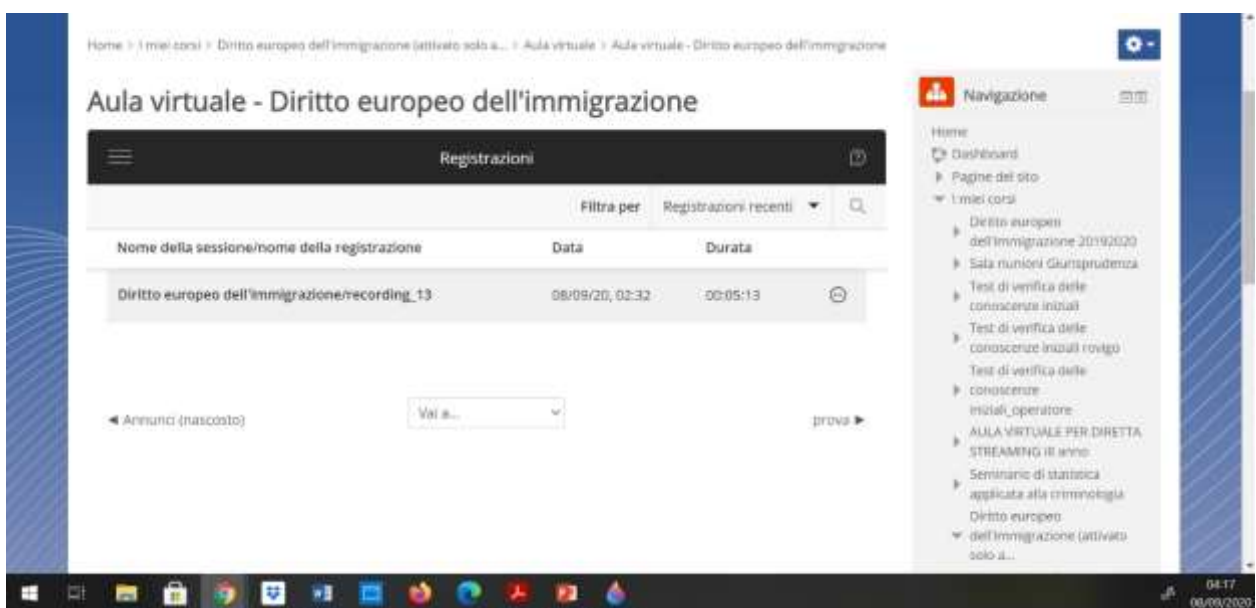 Home > I miei corsi > Diritto europeo dell'immigrazione (attivato solo a... > Aula virtuale > Aula virtuale - Diritto europeo dell'immigrazione
Aula virtuale - Diritto europeo dell'immigrazione
Registrazioni
Filtra per Registrazioni recenti
Nome della sessione/nome della registrazione Data Durata
Diritto europeo dell'immigrazione/recording_13 08/09/20, 02:32 00:05:13
◄ Annunci (nascosto) Vai a... prova ►
Navigazione
Home
Dashboard
Pagine del sito
I miei corsi
Diritto europeo
dell'immigrazione 20192020
Sala riunioni Giurisprudenza
Test di verifica delle
conoscenze iniziali
Test di verifica delle
conoscenze iniziali rovigo
Test di verifica delle
conoscenze
iniziali_operatore
AULA VIRTUALE PER DIRETTA
STREAMING III anno
Seminario di statistica
applicata alla criminologia
Diritto europeo
dell'immigrazione (attivato
solo a...
04:17
08/09/2020